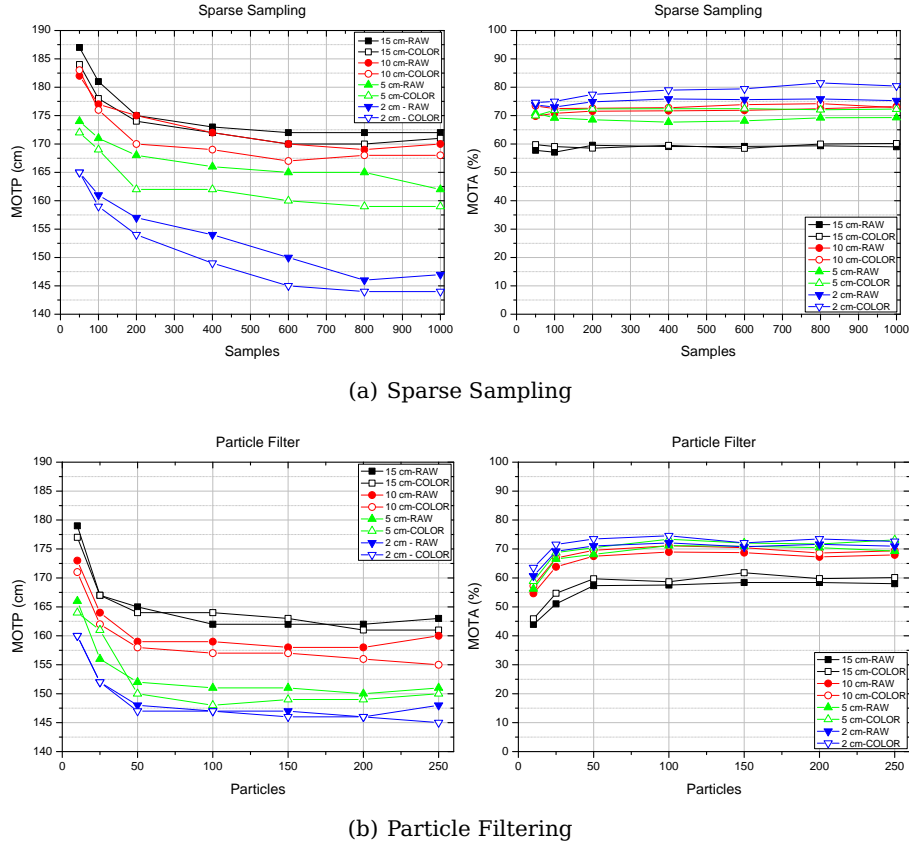 Sparse Sampling
190
185
180
175
170
165
160
155
150
145
140
MOTP (cm)
0 100 200 300 400 500 600 700 800 900 1000
Samples
15 cm-RAW
15 cm-COLOR
10 cm-RAW
10 cm-COLOR
5 cm-RAW
5 cm-COLOR
2 cm - RAW
2 cm - COLOR
Sparse Sampling
100
90
80
70
60
50
40
30
20
10
0
MOTA (%)
0 100 200 300 400 500 600 700 800 900 1000
Samples
15 cm-RAW
15 cm-COLOR
10 cm-RAW
10 cm-COLOR
5 cm-RAW
5 cm-COLOR
2 cm-RAW
2 cm-COLOR
(a) Sparse Sampling
Particle Filter
190
185
180
175
170
165
160
155
150
145
140
MOTP (cm)
0 50 100 150 200 250
Particles
15 cm-RAW
15 cm-COLOR
10 cm-RAW
10 cm-COLOR
5 cm-RAW
5 cm-COLOR
2 cm - RAW
2 cm - COLOR
Particle Filter
100
90
80
70
60
50
40
30
20
10
0
MOTA (%)
0 50 100 150 200 250
Particles
15 cm-RAW
15 cm-COLOR
10 cm-RAW
10 cm-COLOR
5 cm-RAW
5 cm-COLOR
2 cm-RAW
2 cm-COLOR
(b) Particle Filtering